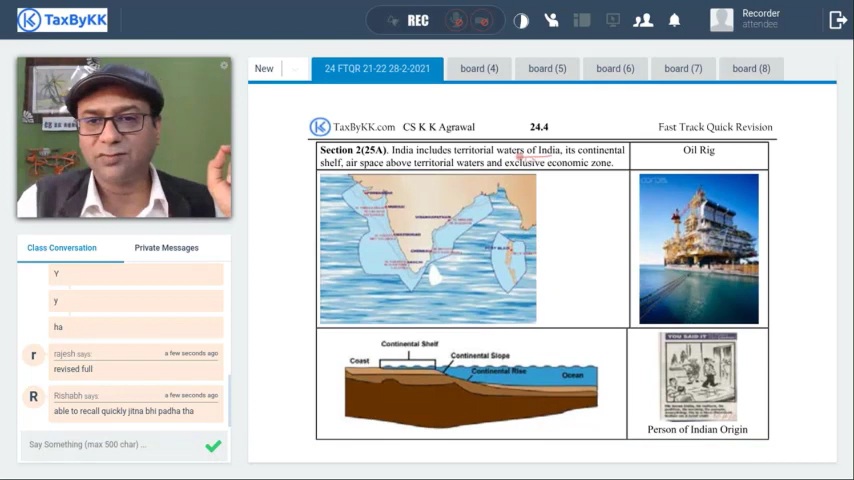 TaxByKK
REC
Recorder
attendee
New
24 FTQR 21-22 28-2-2021
board (4)
board (5)
board (6)
board (7)
board (8)
TaxByKK.com CS K K Agrawal
24.4
Fast Track Quick Revision
Section 2(25A). India includes territorial waters of India, its continental
shelf, air space above territorial waters and exclusive economic zone.
Oil Rig
Continental Shelf
Coast
Continental Slope
Continental Rise
Ocean
YOU SAID IT
Person of Indian Origin
Class Conversation
Private Messages
Y
y
ha
r
rajesh says:
a few seconds ago
revised full
R
Rishabh says:
a few seconds ago
able to recall quickly jitna bhi padha tha
Say Something (max 500 char) ...